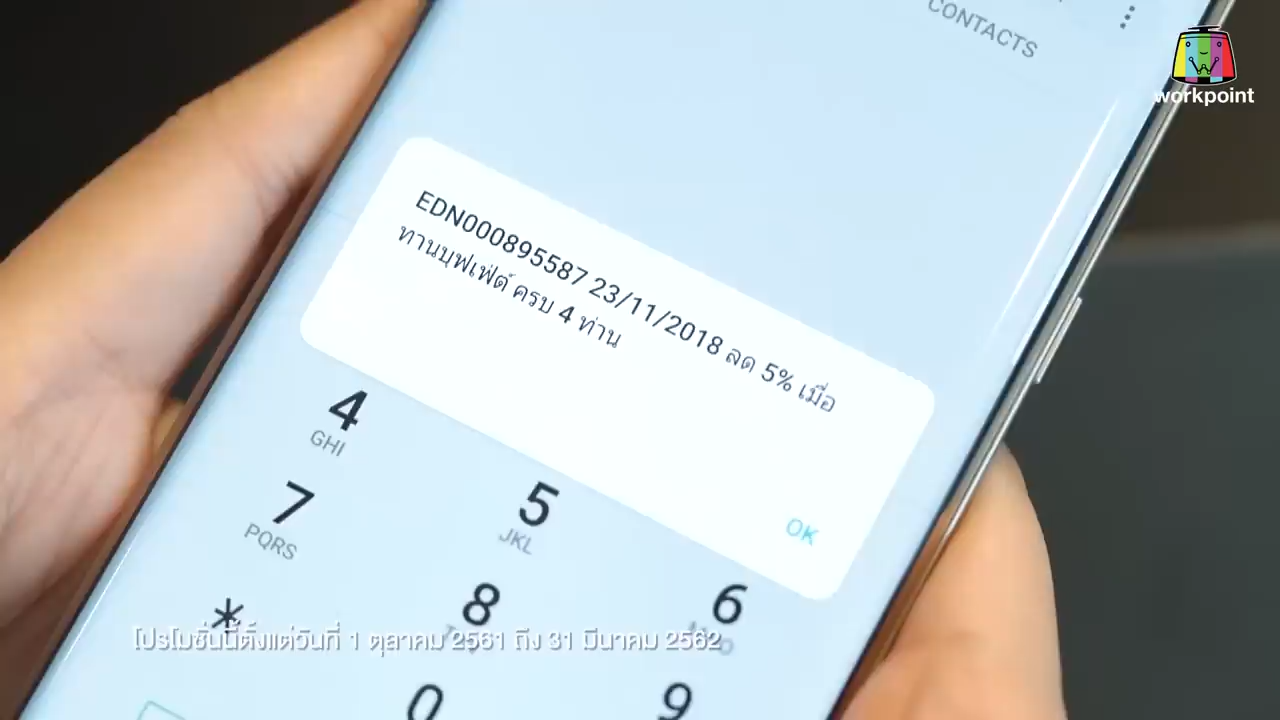 CONTACTS
workpoint
EDN000895587 23/11/2018 ลด 5% เมื่อ
ทานบุฟเฟ่ต์ ครบ 4 ท่าน
OK
4
GHI
5
JKL
6
7
PQRS
8
9
*
0
โปรโมชั่นนี้ตั้งแต่วันที่ 1 ตุลาคม 2561 ถึง 31 มีนาคม 2562